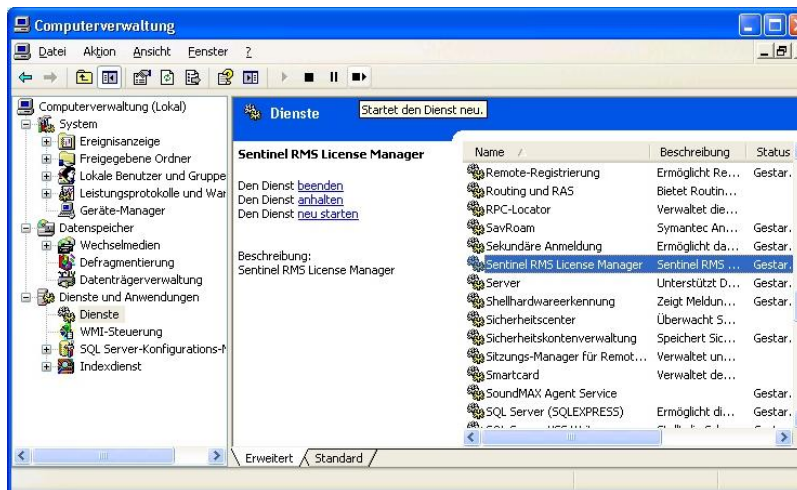 Computerverwaltung
Datei Aktion Ansicht Fenster ?
Startet den Dienst neu.
Computerverwaltung (Lokal)
System
Ereignisanzeige
Freigegebene Ordner
Lokale Benutzer und Gruppe
Leistungsprotokolle und War
Geräte-Manager
Datenspeicher
Wechselmedien
Defragmentierung
Datenträgerverwaltung
Dienste und Anwendungen
Dienste
WMI-Steuerung
SQL Server-Konfigurations-M
Indexdienst
Dienste
Sentinel RMS License Manager
Den Dienst beenden
Den Dienst anhalten
Den Dienst neu starten
Beschreibung:
Sentinel RMS License Manager
Name Beschreibung Status
Remote-Registrierung Ermöglicht Re... Gestar.
Routing und RAS Bietet Routin...
RPC-Locator Verwaltet die...
SavRoam Symantec An... Gestar.
Sekundäre Anmeldung Ermöglicht da... Gestar.
Sentinel RMS License Manager Sentinel RMS ... Gestar.
Server Unterstützt D... Gestar.
Shellhardwareerkennung Zeigt Meldun... Gestar.
Sicherheitscenter Überwacht S...
Sicherheitskontenverwaltung Speichert Sic... Gestar.
Sitzungs-Manager für Remot... Verwaltet un...
Smartcard Verwaltet de...
SoundMAX Agent Service Gestar.
SQL Server (SQLEXPRESS) Ermöglicht di... Gestar.
Erweitert Standard